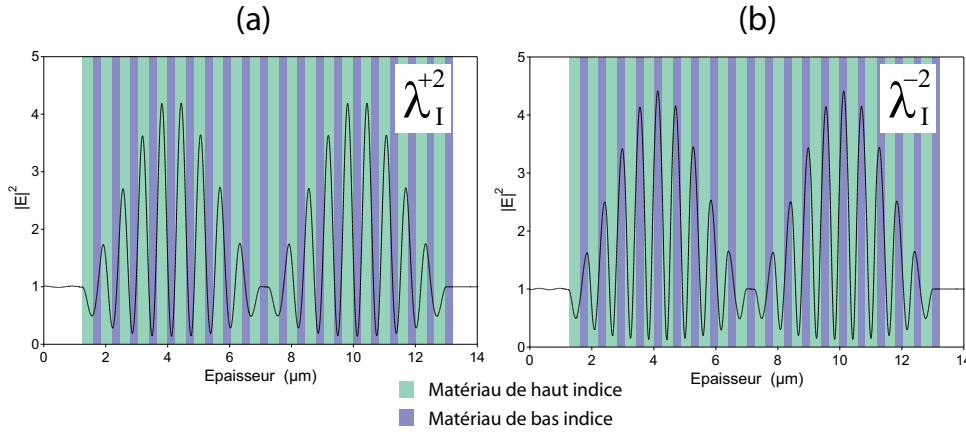 (a)
(b)
5
4
3
2
1
0
|E|²
λ_I^{+2}
0 2 4 6 8 10 12 14
Epaisseur (µm)
5
4
3
2
1
0
|E|²
λ_I^{-2}
0 2 4 6 8 10 12 14
Epaisseur (µm)
Matériau de haut indice
Matériau de bas indice